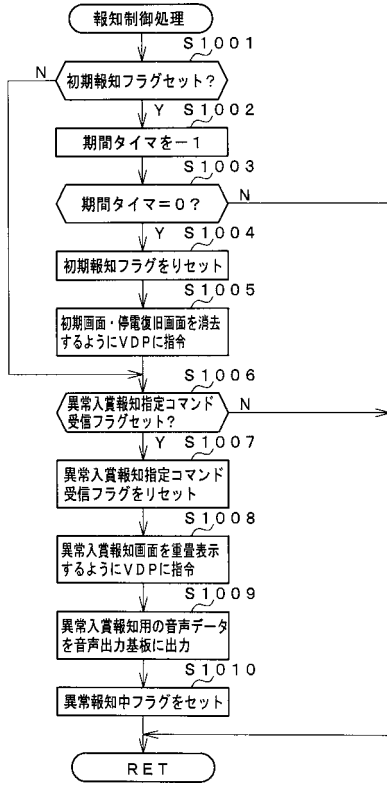 報知制御処理
S1001
初期報知フラグセット?
N
Y
S1002
期間タイマを-1
S1003
期間タイマ=0?
N
Y
S1004
初期報知フラグをりセット
S1005
初期画面・停電復旧画面を消去
するようにVDPに指令
S1006
異常入賞報知指定コマンド
受信フラグセット?
N
Y
S1007
異常入賞報知指定コマンド
受信フラグをリセット
S1008
異常入賞報知画面を重畳表示
するようにVDPに指令
S1009
異常入賞報知用の音声データ
を音声出力基板に出力
S1010
異常報知中フラグをセット
RET